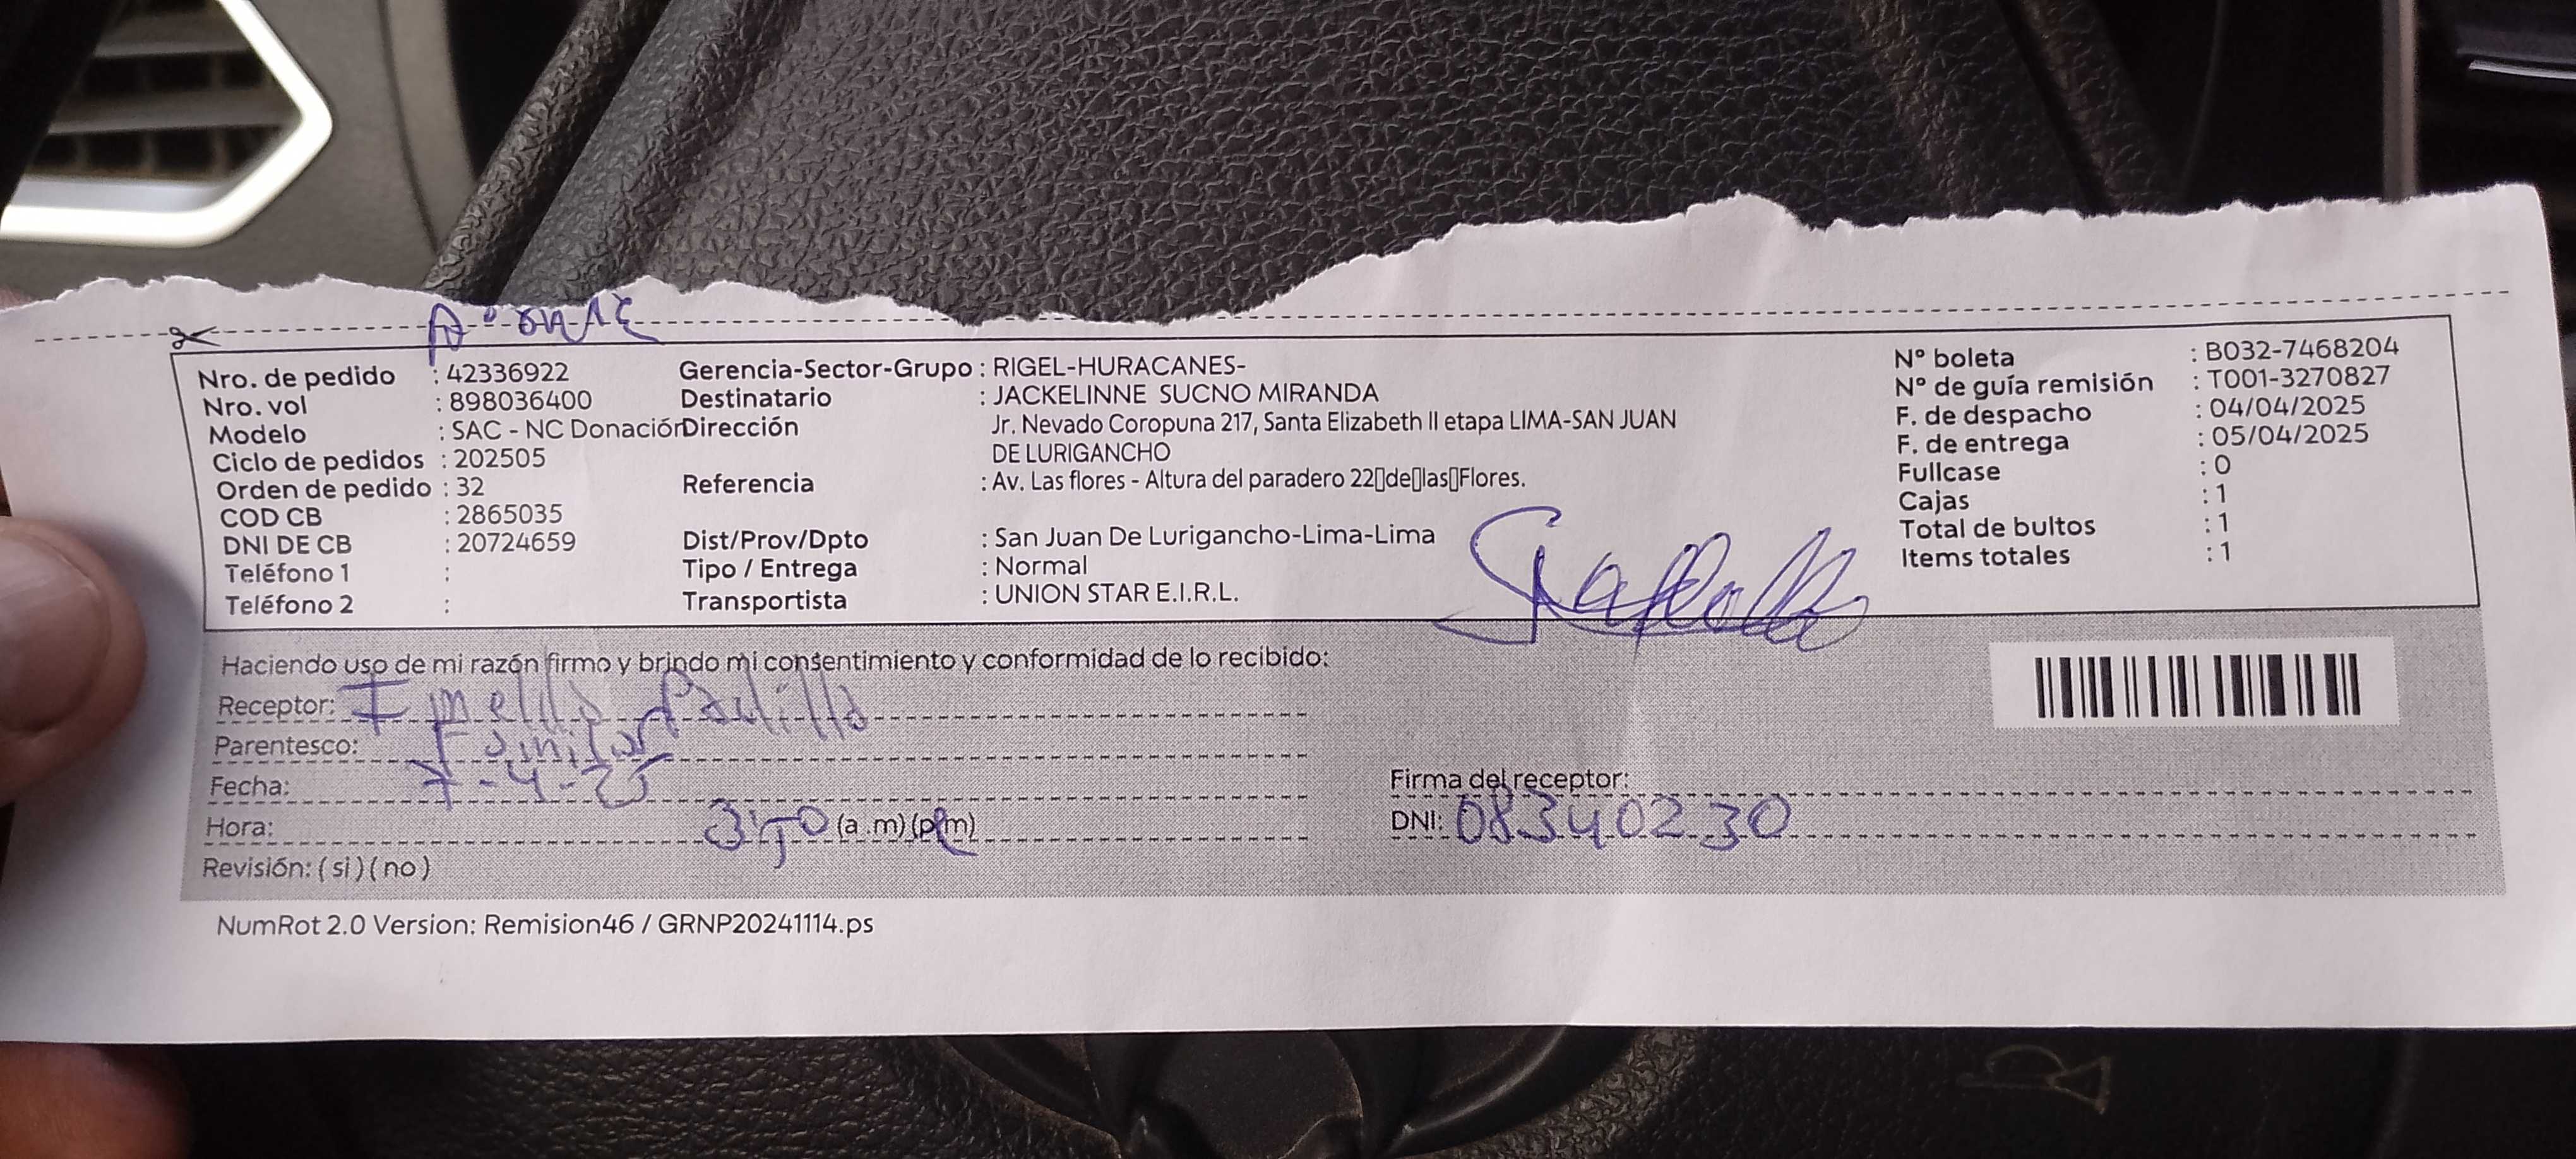 Nro. de pedido : 42336922
Nro. vol : 898036400
Modelo : SAC - NC Donación
Ciclo de pedidos : 202505
Orden de pedido : 32
COD CB : 2865035
DNI DE CB : 20724659
Teléfono 1 :
Teléfono 2 :
Gerencia-Sector-Grupo : RIGEL-HURACANES-
Destinatario : JACKELINNE SUCNO MIRANDA
Dirección Jr. Nevado Coropuna 217, Santa Elizabeth II etapa LIMA-SAN JUAN
DE LURIGANCHO
Referencia : Av. Las flores - Altura del paradero 22▯de▯las▯Flores.
Dist/Prov/Dpto : San Juan De Lurigancho-Lima-Lima
Tipo / Entrega : Normal
Transportista : UNION STAR E.I.R.L.
N° boleta : B032-7468204
N° de guía remisión : T001-3270827
F. de despacho : 04/04/2025
F. de entrega : 05/04/2025
Fullcase : 0
Cajas : 1
Total de bultos : 1
Items totales : 1
Haciendo uso de mi razón firmo y brindo mi consentimiento y conformidad de lo recibido:
Receptor: Imelda Padilla
Parentesco: Familiar
Fecha: 7-4-25
Hora: (a.m) (p.m)
Revisión: ( si ) ( no )
Firma del receptor:
DNI: 08340230
NumRot 2.0 Version: Remision46 / GRNP20241114.ps